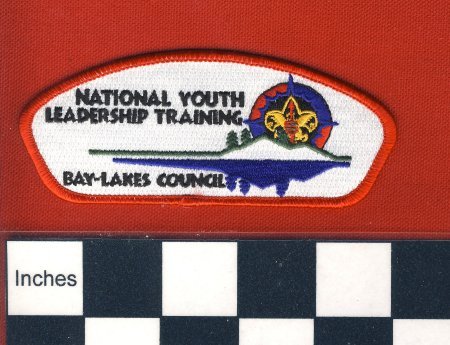 NATIONAL YOUTH
LEADERSHIP TRAINING
BAY-LAKES COUNCIL
Inches